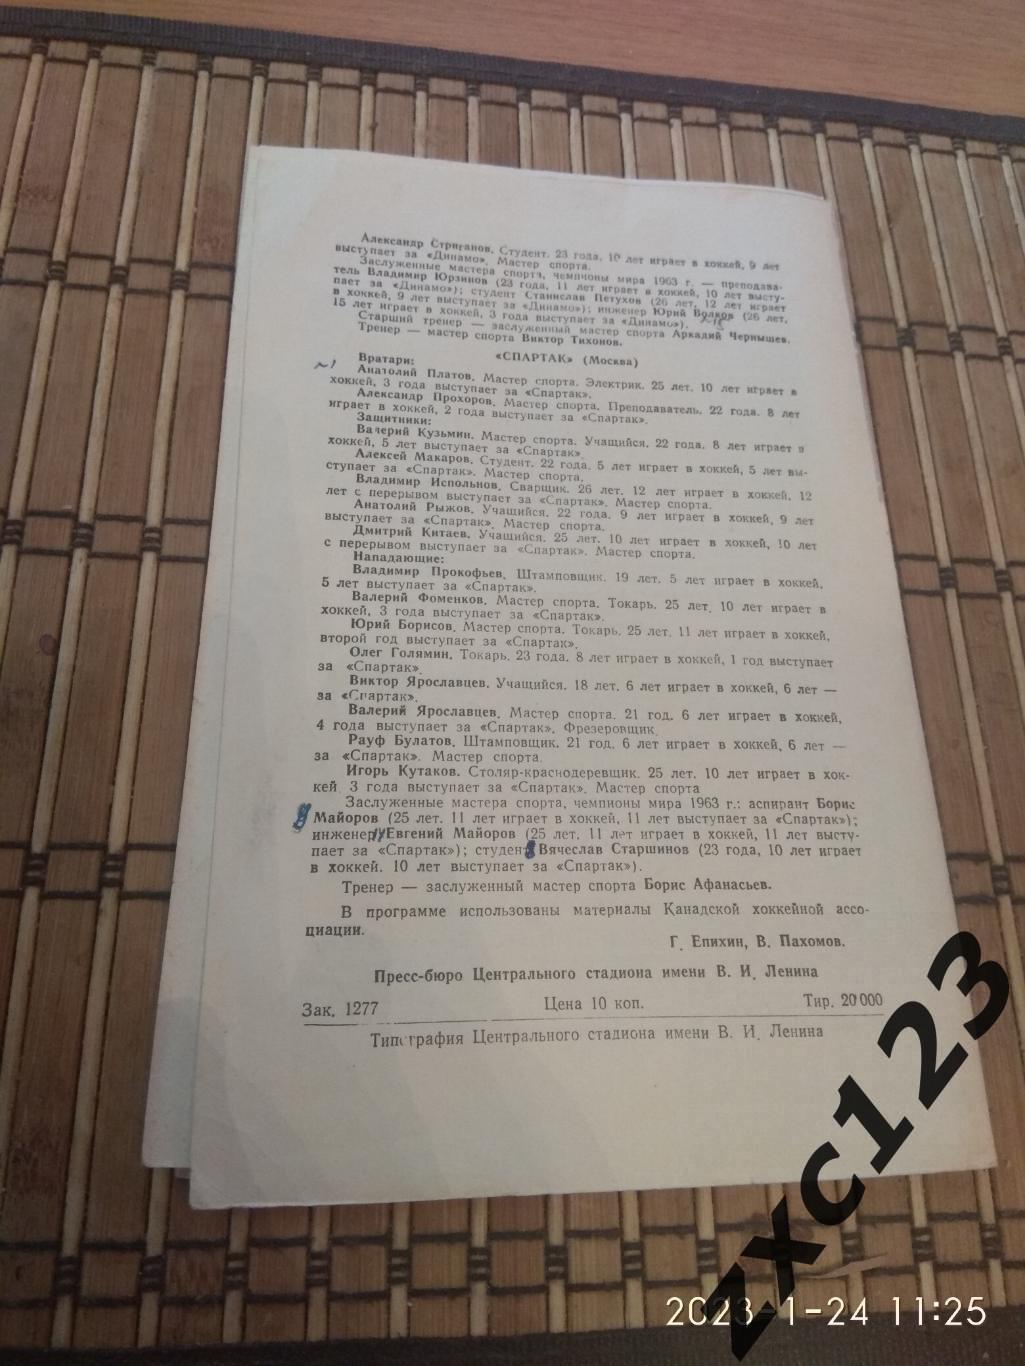 Александр Стриганов. Студент. 23 года. 10 лет играет в хоккей, 9 лет
выступает за «Динамо». Мастер спорта.
Заслуженные мастера спорта, чемпионы мира 1963 г. — преподава-
тель Владимир Юрзинов (23 года, 11 лет играет в хоккей, 10 лет высту-
пает за «Динамо»); студент Станислав Петухов (26 лет, 12 лет играет
в хоккей, 9 лет выступает за «Динамо»); инженер Юрий Волков (26 лет,
15 лет играет в хоккей, 3 года выступает за «Динамо»).
Старший тренер — заслуженный мастер спорта Аркадий Чернышев.
Тренер — мастер спорта Виктор Тихонов.
«СПАРТАК» (Москва)
Вратари:
Анатолий Платов. Мастер спорта. Электрик. 25 лет. 10 лет играет в
хоккей, 3 года выступает за «Спартак».
Александр Прохоров. Мастер спорта. Преподаватель. 22 года. 8 лет
играет в хоккей, 2 года выступает за «Спартак».
Защитники:
Валерий Кузьмин. Мастер спорта. Учащийся. 22 года. 8 лет играет в
хоккей, 5 лет выступает за «Спартак».
Алексей Макаров. Студент. 22 года. 5 лет играет в хоккей, 5 лет вы-
ступает за «Спартак». Мастер спорта.
Владимир Испольнов. Сварщик. 26 лет. 12 лет играет в хоккей, 12
лет с перерывом выступает за «Спартак». Мастер спорта.
Анатолий Рыжов. Учащийся. 22 года. 9 лет играет в хоккей, 9 лет
выступает за «Спартак». Мастер спорта.
Дмитрий Китаев. Учащийся. 25 лет. 10 лет играет в хоккей, 10 лет
с перерывом выступает за «Спартак». Мастер спорта.
Нападающие:
Владимир Прокофьев. Штамповщик. 19 лет. 5 лет играет в хоккей,
5 лет выступает за «Спартак».
Валерий Фоменков. Мастер спорта. Токарь. 25 лет. 10 лет играет в
хоккей, 3 года выступает за «Спартак».
Юрий Борисов. Мастер спорта. Токарь. 25 лет. 11 лет играет в хоккей,
второй год выступает за «Спартак».
Олег Голямин. Токарь. 23 года. 8 лет играет в хоккей, 1 год выступает
за «Спартак»
Виктор Ярославцев. Учащийся. 18 лет. 6 лет играет в хоккей, 6 лет —
за «Спартак».
Валерий Ярославцев. Мастер спорта. 21 год. 6 лет играет в хоккей,
4 года выступает за «Спартак». Фрезеровщик.
Рауф Булатов. Штамповщик. 21 год. 6 лет играет в хоккей, 6 лет —
за «Спартак». Мастер спорта.
Игорь Кутаков. Столяр-краснодеревщик. 25 лет. 10 лет играет в хок-
кей. 3 года выступает за «Спартак». Мастер спорта
Заслуженные мастера спорта, чемпионы мира 1963 г.: аспирант Борис
Майоров (25 лет. 11 лет играет в хоккей, 11 лет выступает за «Спартак»);
инженер Евгений Майоров (25 лет. 11 лет играет в хоккей, 11 лет высту-
пает за «Спартак»); студент Вячеслав Старшинов (23 года, 10 лет играет
в хоккей. 10 лет выступает за «Спартак»).
Тренер — заслуженный мастер спорта Борис Афанасьев.
В программе использованы материалы Канадской хоккейной ассо-
циации.
Г. Епихин, В. Пахомов.
Пресс-бюро Центрального стадиона имени В. И. Ленина
Зак. 1277 Цена 10 коп. Тир. 20 000
Типография Центрального стадиона имени В. И. Ленина
zxc123
2023-1-24 11:25